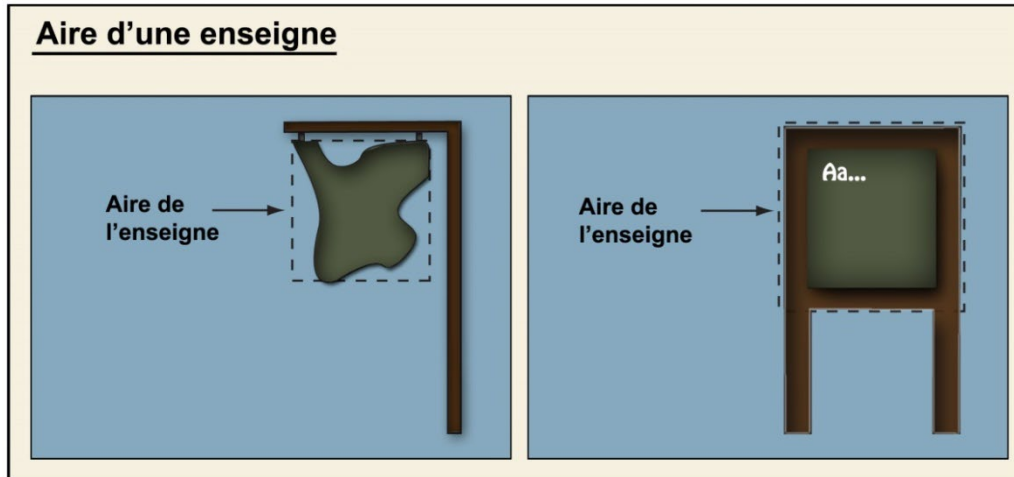 Aire d’une enseigne
Aire de
l’enseigne
Aa...
Aire de
l’enseigne